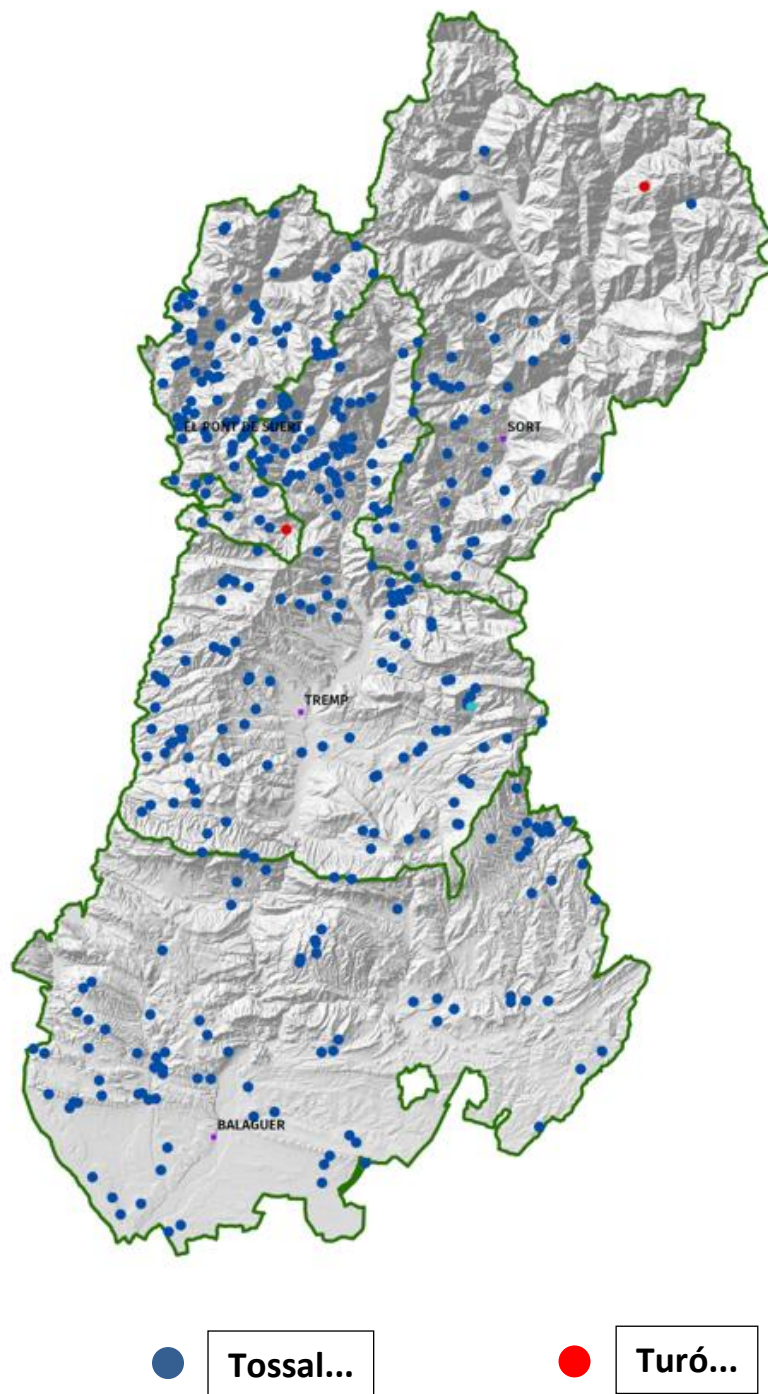 EL PONT DE SUERT
SORT
TREMP
BALAGUER
Tossal...
Turó...